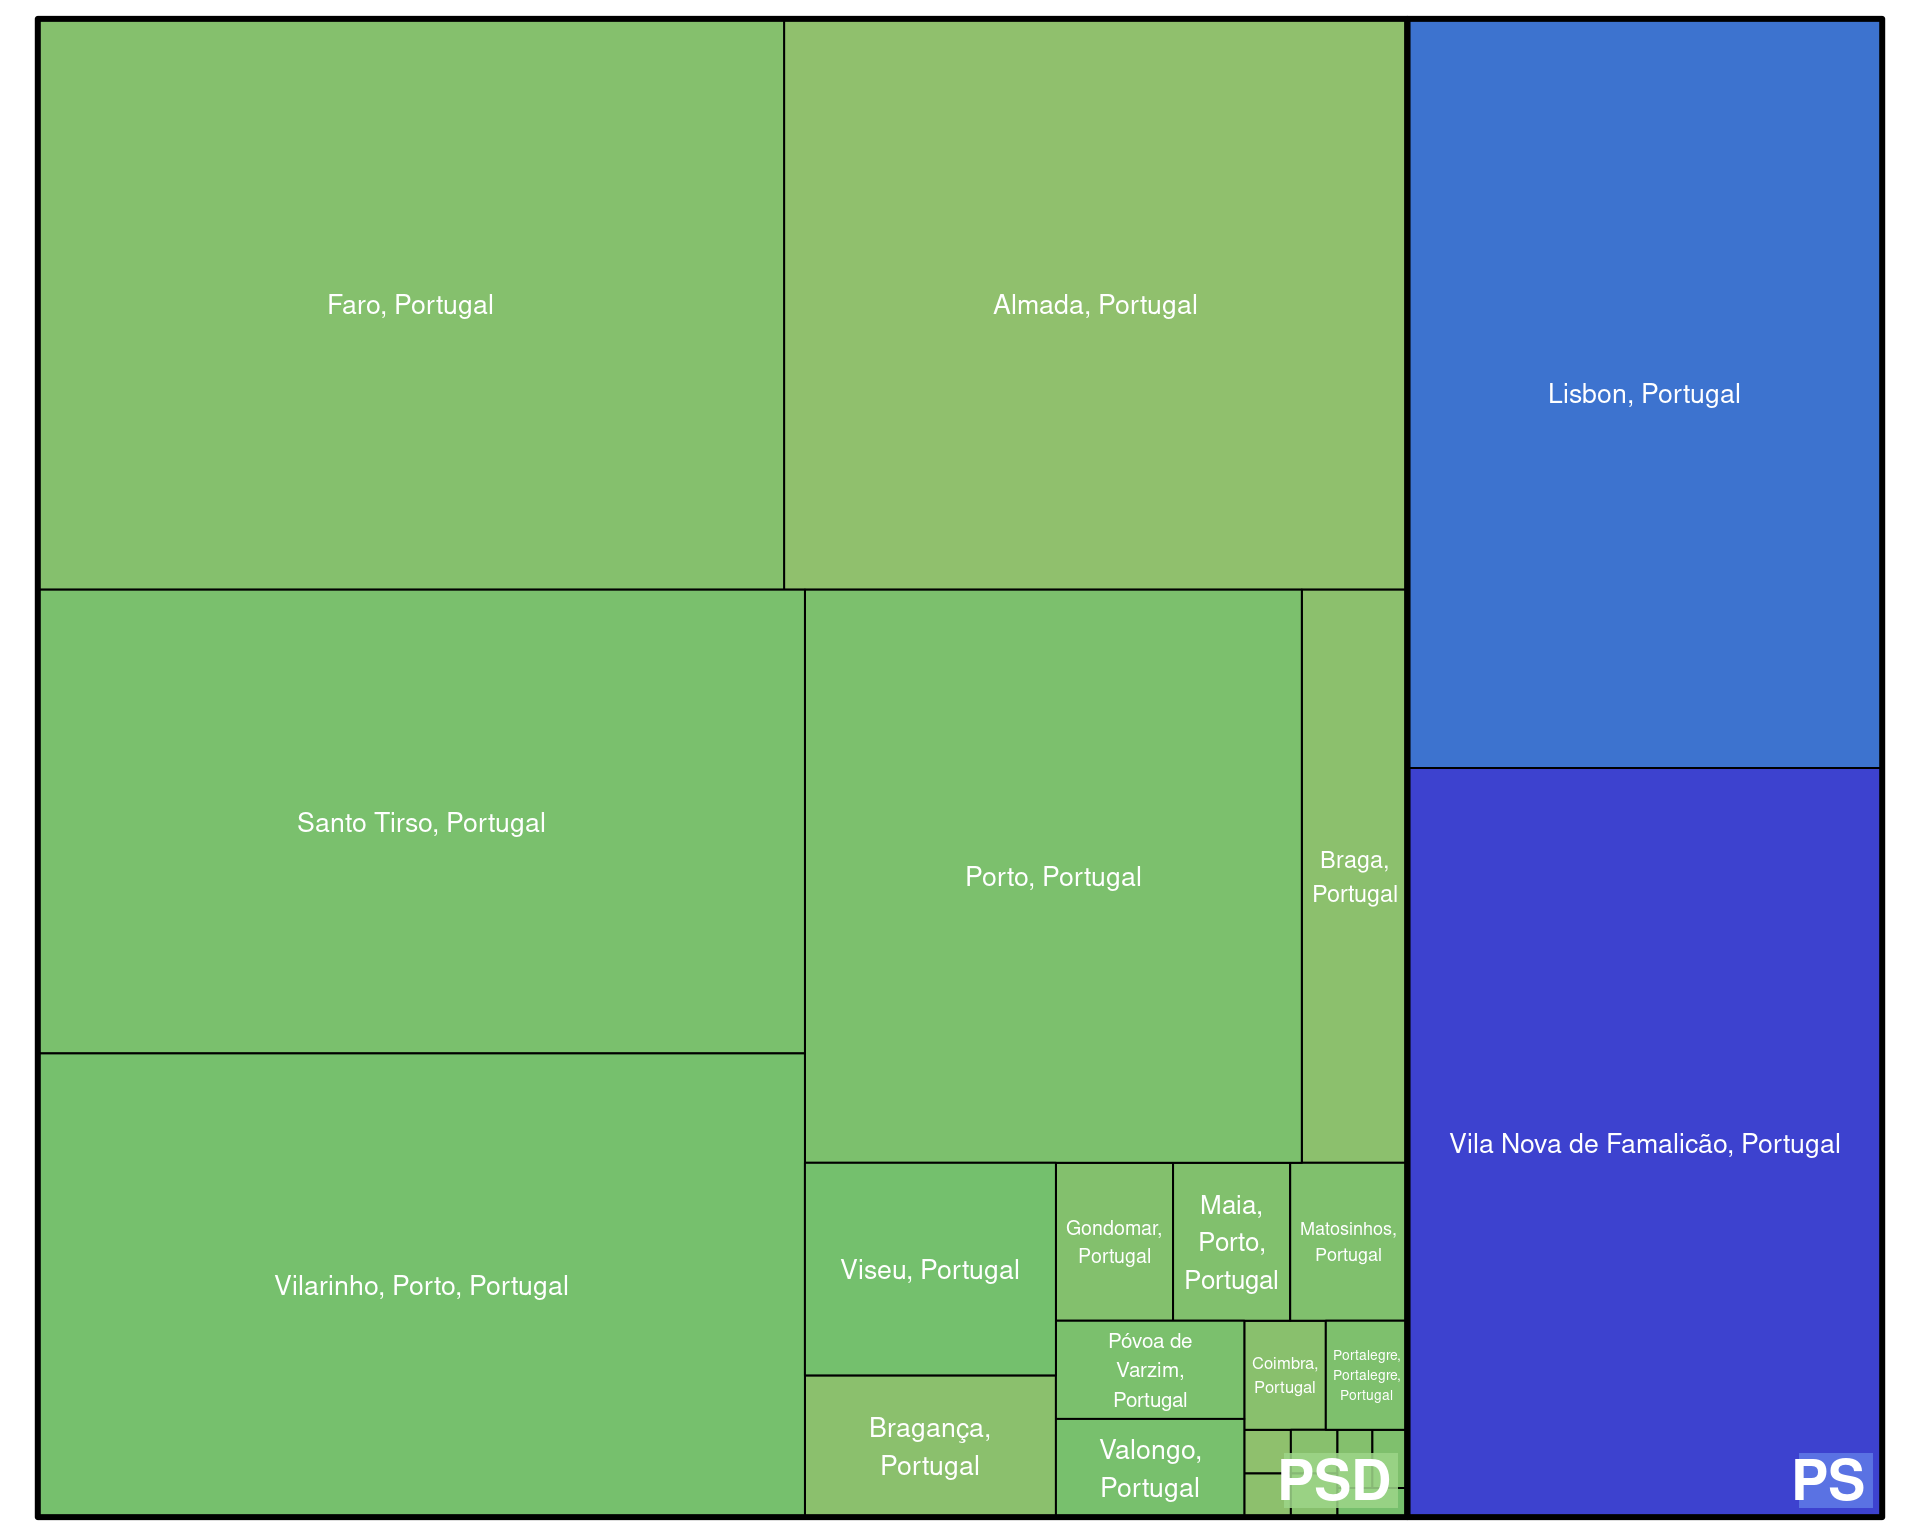 Faro, Portugal
Almada, Portugal
Lisbon, Portugal
Santo Tirso, Portugal
Porto, Portugal
Braga,
Portugal
Vila Nova de Famalicão, Portugal
Vilarinho, Porto, Portugal
Viseu, Portugal
Gondomar,
Portugal
Maia,
Porto,
Portugal
Matosinhos,
Portugal
Póvoa de
Varzim,
Portugal
Coimbra,
Portugal
Portalegre,
Portalegre,
Portugal
Bragança,
Portugal
Valongo,
Portugal
PSD
PS